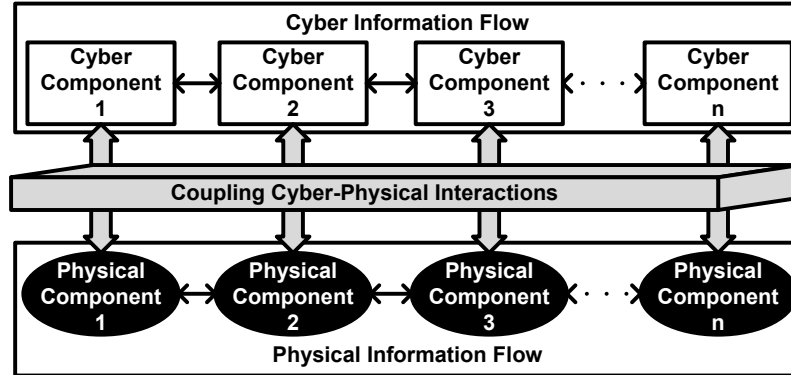 Cyber Information Flow
Cyber
Component
1
Cyber
Component
2
Cyber
Component
3
. . .
Cyber
Component
n
Coupling Cyber-Physical Interactions
Physical
Component
1
Physical
Component
2
Physical
Component
3
. . .
Physical
Component
n
Physical Information Flow